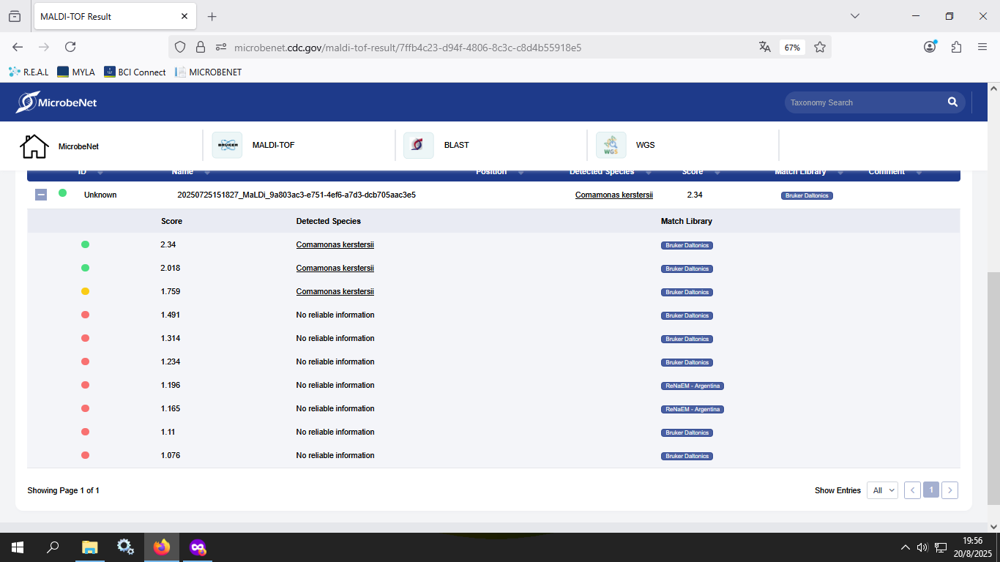 MALDI-TOF Result
microbenet.cdc.gov/maldi-tof-result/7ffb4c23-d94f-4806-8c3c-c8d4b55918e5
67%
R.E.A.L MYLA BCI Connect MICROBENET
MicrobeNet
Taxonomy Search
MicrobeNet
BRUKER
MALDI-TOF
BLAST
WGS
WGS
ID Name Position Detected Species Score Match Library Comment
Unknown 20250725151827_MaLDi_9a803ac3-e751-4ef6-a7d3-dcb705aac3e5 Comamonas kerstersii 2.34 Bruker Daltonics
Score Detected Species Match Library
2.34 Comamonas kerstersii Bruker Daltonics
2.018 Comamonas kerstersii Bruker Daltonics
1.759 Comamonas kerstersii Bruker Daltonics
1.491 No reliable information Bruker Daltonics
1.314 No reliable information Bruker Daltonics
1.234 No reliable information Bruker Daltonics
1.196 No reliable information ReNaEM - Argentina
1.165 No reliable information ReNaEM - Argentina
1.11 No reliable information Bruker Daltonics
1.076 No reliable information Bruker Daltonics
Showing Page 1 of 1
Show Entries All 1
19:56
20/8/2025